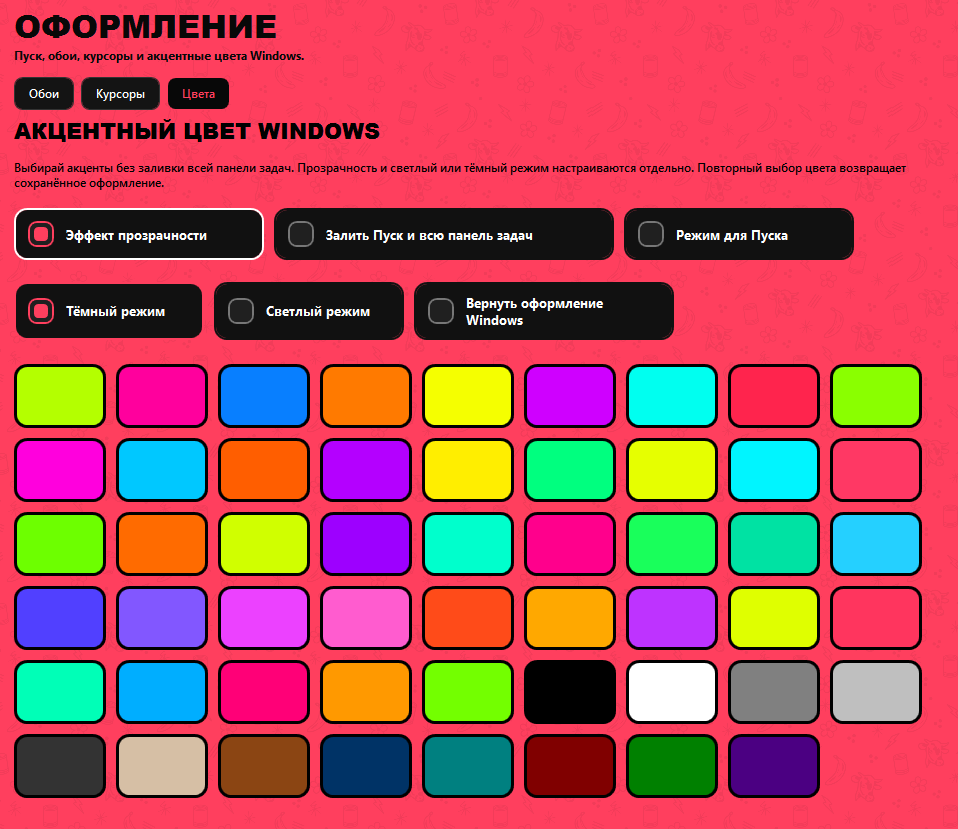 ОФОРМЛЕНИЕ
Пуск, обои, курсоры и акцентные цвета Windows.
Обои
Курсоры
Цвета
АКЦЕНТНЫЙ ЦВЕТ WINDOWS
Выбирай акценты без заливки всей панели задач. Прозрачность и светлый или тёмный режим настраиваются отдельно. Повторный выбор цвета возвращает
сохранённое оформление.
Эффект прозрачности
Залить Пуск и всю панель задач
Режим для Пуска
Тёмный режим
Светлый режим
Вернуть оформление
Windows